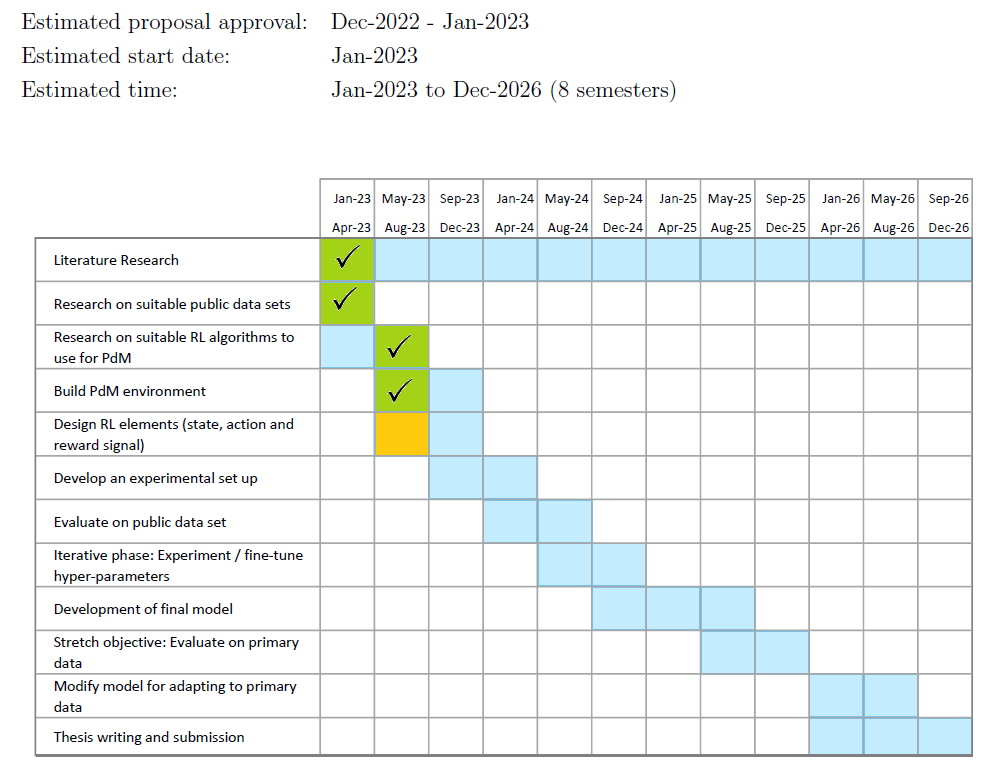 Estimated proposal approval: Dec-2022 - Jan-2023
Estimated start date: Jan-2023
Estimated time: Jan-2023 to Dec-2026 (8 semesters)
Jan-23 May-23 Sep-23 Jan-24 May-24 Sep-24 Jan-25 May-25 Sep-25 Jan-26 May-26 Sep-26
Apr-23 Aug-23 Dec-23 Apr-24 Aug-24 Dec-24 Apr-25 Aug-25 Dec-25 Apr-26 Aug-26 Dec-26
Literature Research
Research on suitable public data sets
Research on suitable RL algorithms to
use for PdM
Build PdM environment
Design RL elements (state, action and
reward signal)
Develop an experimental set up
Evaluate on public data set
Iterative phase: Experiment / fine-tune
hyper-parameters
Development of final model
Stretch objective: Evaluate on primary
data
Modify model for adapting to primary
data
Thesis writing and submission